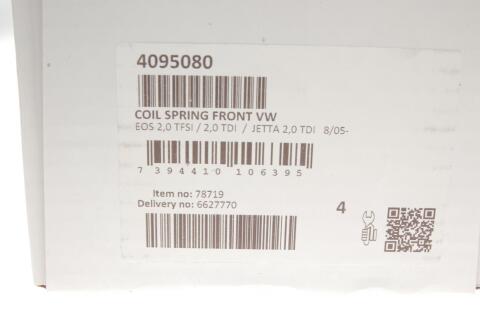 4095080
COIL SPRING FRONT VW
EOS 2,0 TFSI / 2,0 TDI / JETTA 2,0 TDI 8/05-
7 394410 106395
Item no: 78719
Delivery no: 6627770
4